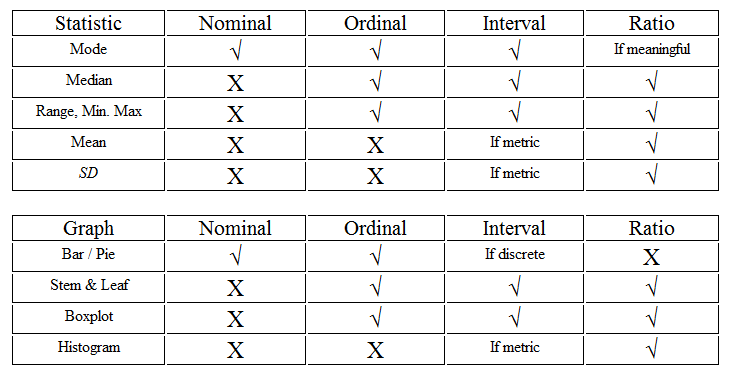 Statistic Nominal Ordinal Interval Ratio
Mode √ √ √ If meaningful
Median X √ √ √
Range, Min. Max X √ √ √
Mean X X If metric √
SD X X If metric √
Graph Nominal Ordinal Interval Ratio
Bar / Pie √ √ If discrete X
Stem & Leaf X √ √ √
Boxplot X √ √ √
Histogram X X If metric √